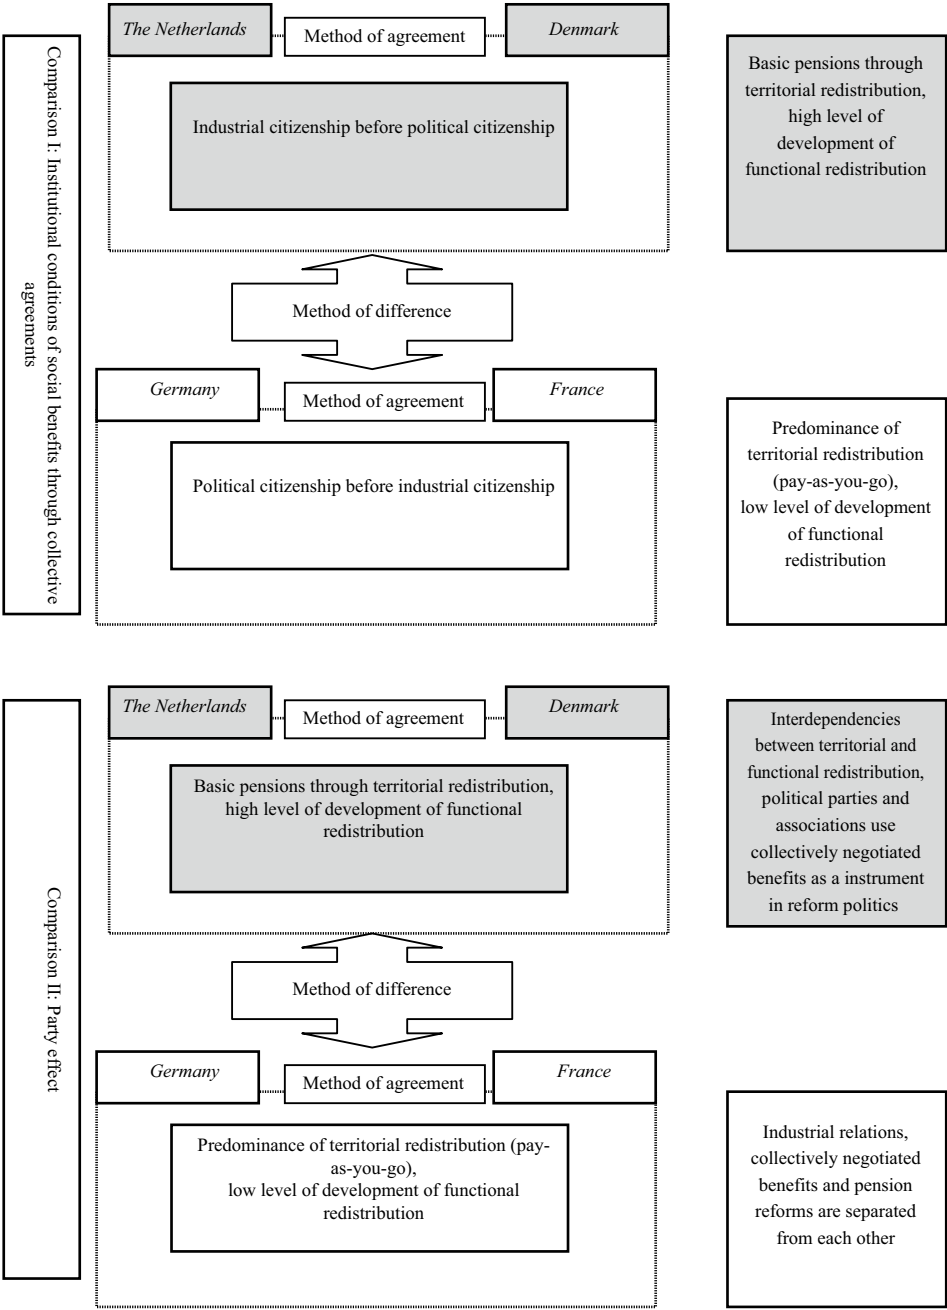 Comparison I: Institutional conditions of social benefits through collective
agreements
The Netherlands
Method of agreement
Denmark
Industrial citizenship before political citizenship
Basic pensions through
territorial redistribution,
high level of
development of
functional redistribution
Method of difference
Germany
Method of agreement
France
Political citizenship before industrial citizenship
Predominance of
territorial redistribution
(pay-as-you-go),
low level of development
of functional
redistribution
Comparison II: Party effect
The Netherlands
Method of agreement
Denmark
Basic pensions through territorial redistribution,
high level of development of functional
redistribution
Interdependencies
between territorial and
functional redistribution,
political parties and
associations use
collectively negotiated
benefits as a instrument
in reform politics
Method of difference
Germany
Method of agreement
France
Predominance of territorial redistribution (pay-
as-you-go),
low level of development of functional
redistribution
Industrial relations,
collectively negotiated
benefits and pension
reforms are separated
from each other